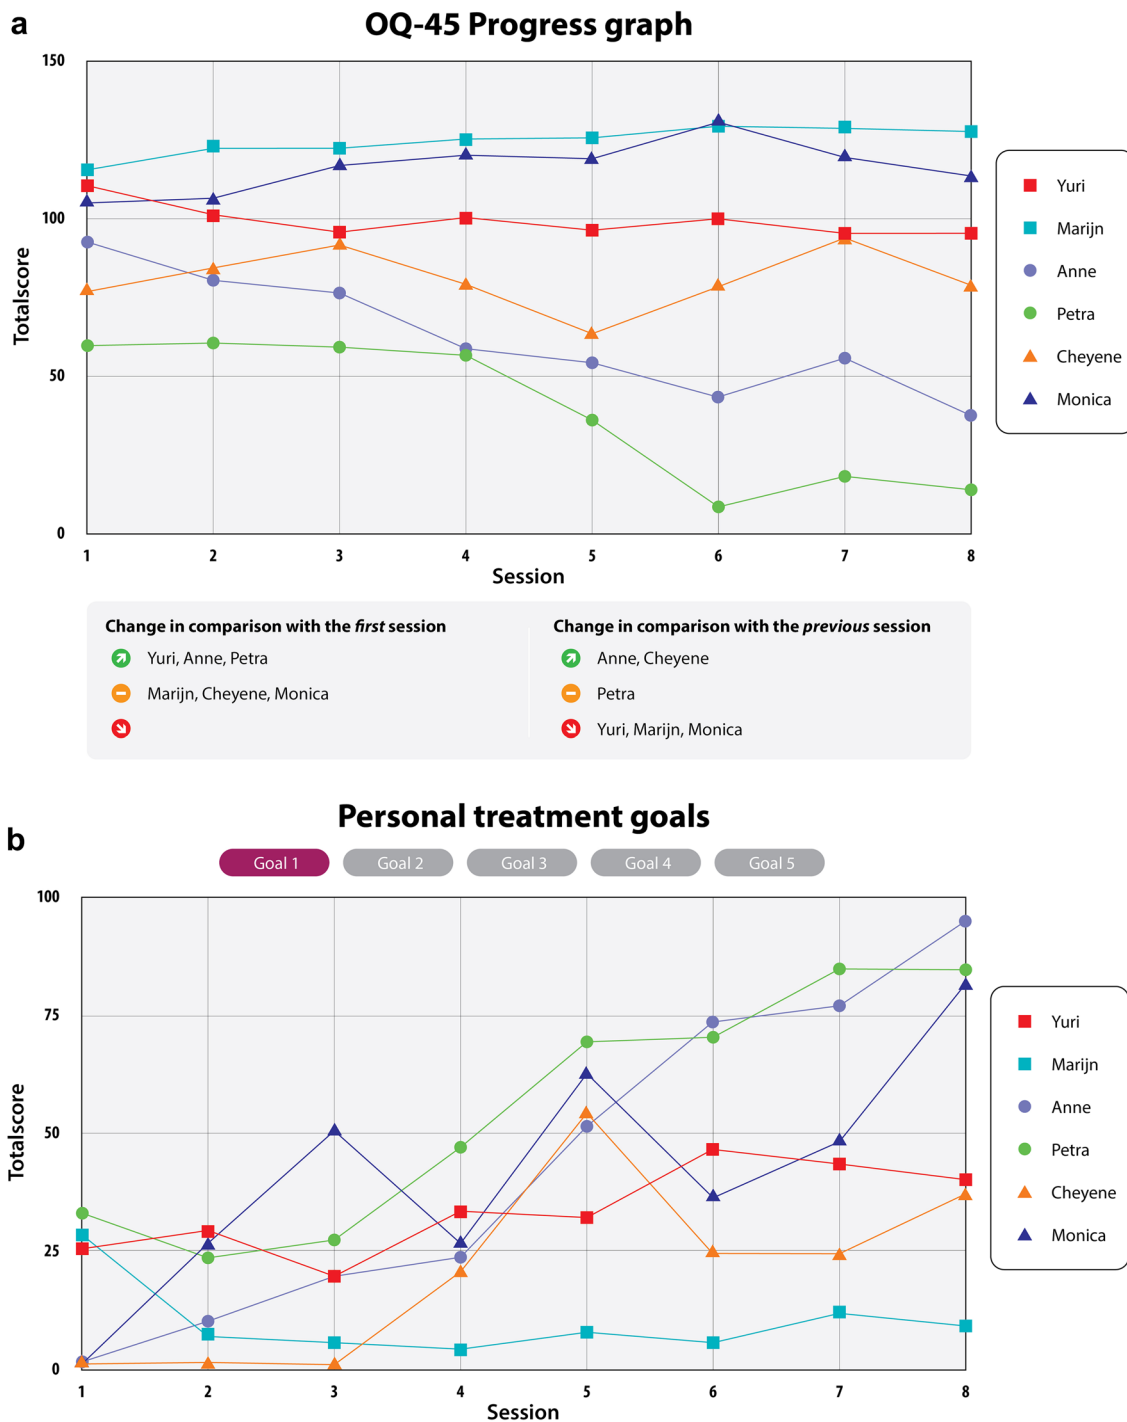 a
OQ-45 Progress graph
150
100
50
0
Totalscore
1 2 3 4 5 6 7 8
Session
Yuri
Marijn
Anne
Petra
Cheyene
Monica
Change in comparison with the first session
Yuri, Anne, Petra
Marijn, Cheyene, Monica
Change in comparison with the previous session
Anne, Cheyene
Petra
Yuri, Marijn, Monica
b
Personal treatment goals
Goal 1 Goal 2 Goal 3 Goal 4 Goal 5
100
75
50
25
0
Totalscore
1 2 3 4 5 6 7 8
Session
Yuri
Marijn
Anne
Petra
Cheyene
Monica